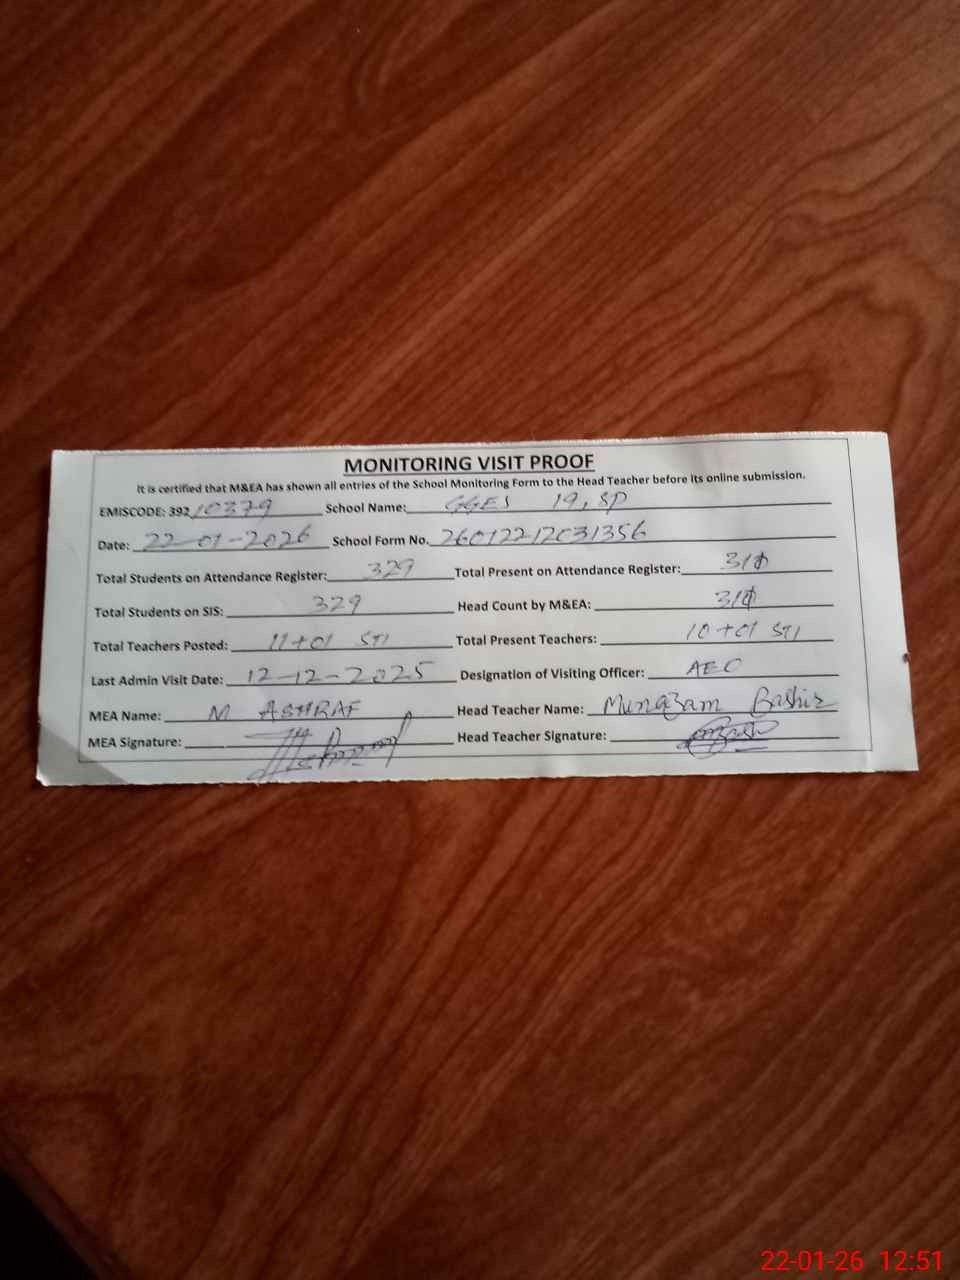 MONITORING VISIT PROOF
It is certified that M&EA has shown all entries of the School Monitoring Form to the Head Teacher before its online submission.
EMISCODE: 39210379 School Name: GGES 19, SP
Date: 22-01-2026 School Form No. 2601221203 1356
Total Students on Attendance Register: 329 Total Present on Attendance Register:
Total Students on SIS: 329 Head Count by M&EA:
Total Teachers Posted: 11+01 STI Total Present Teachers: 10+01 STI
Last Admin Visit Date: 12-12-2025 Designation of Visiting Officer: AEO
MEA Name: M ASHRAF Head Teacher Name: Bashir
MEA Signature: Head Teacher Signature:
22-01-26 12:51